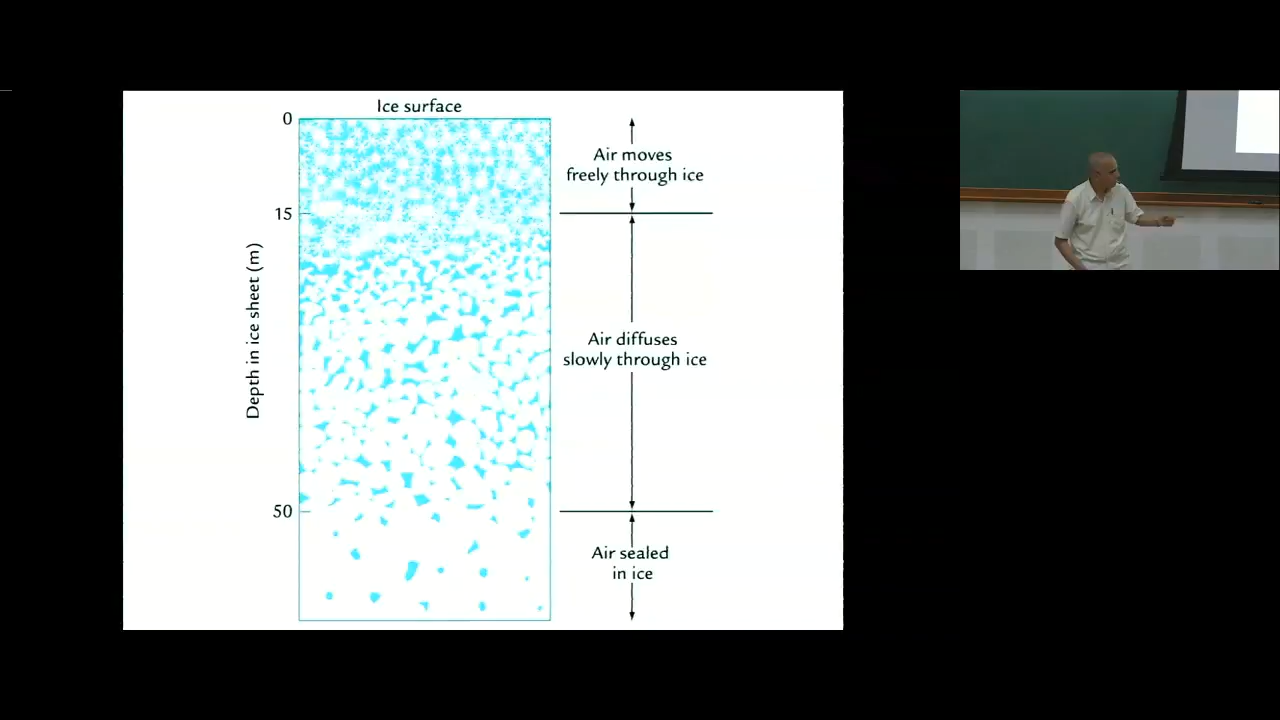 Ice surface
0
Air moves
freely through ice
15
Depth in ice sheet (m)
Air diffuses
slowly through ice
50
Air sealed
in ice